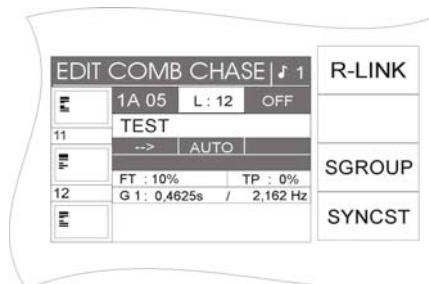 EDIT COMB CHASE | ♪ 1
R-LINK
1A 05 L : 12 OFF
TEST
11
--> AUTO
SGROUP
FT : 10% TP : 0%
12
G 1 : 0,4625s / 2,162 Hz
SYNCST